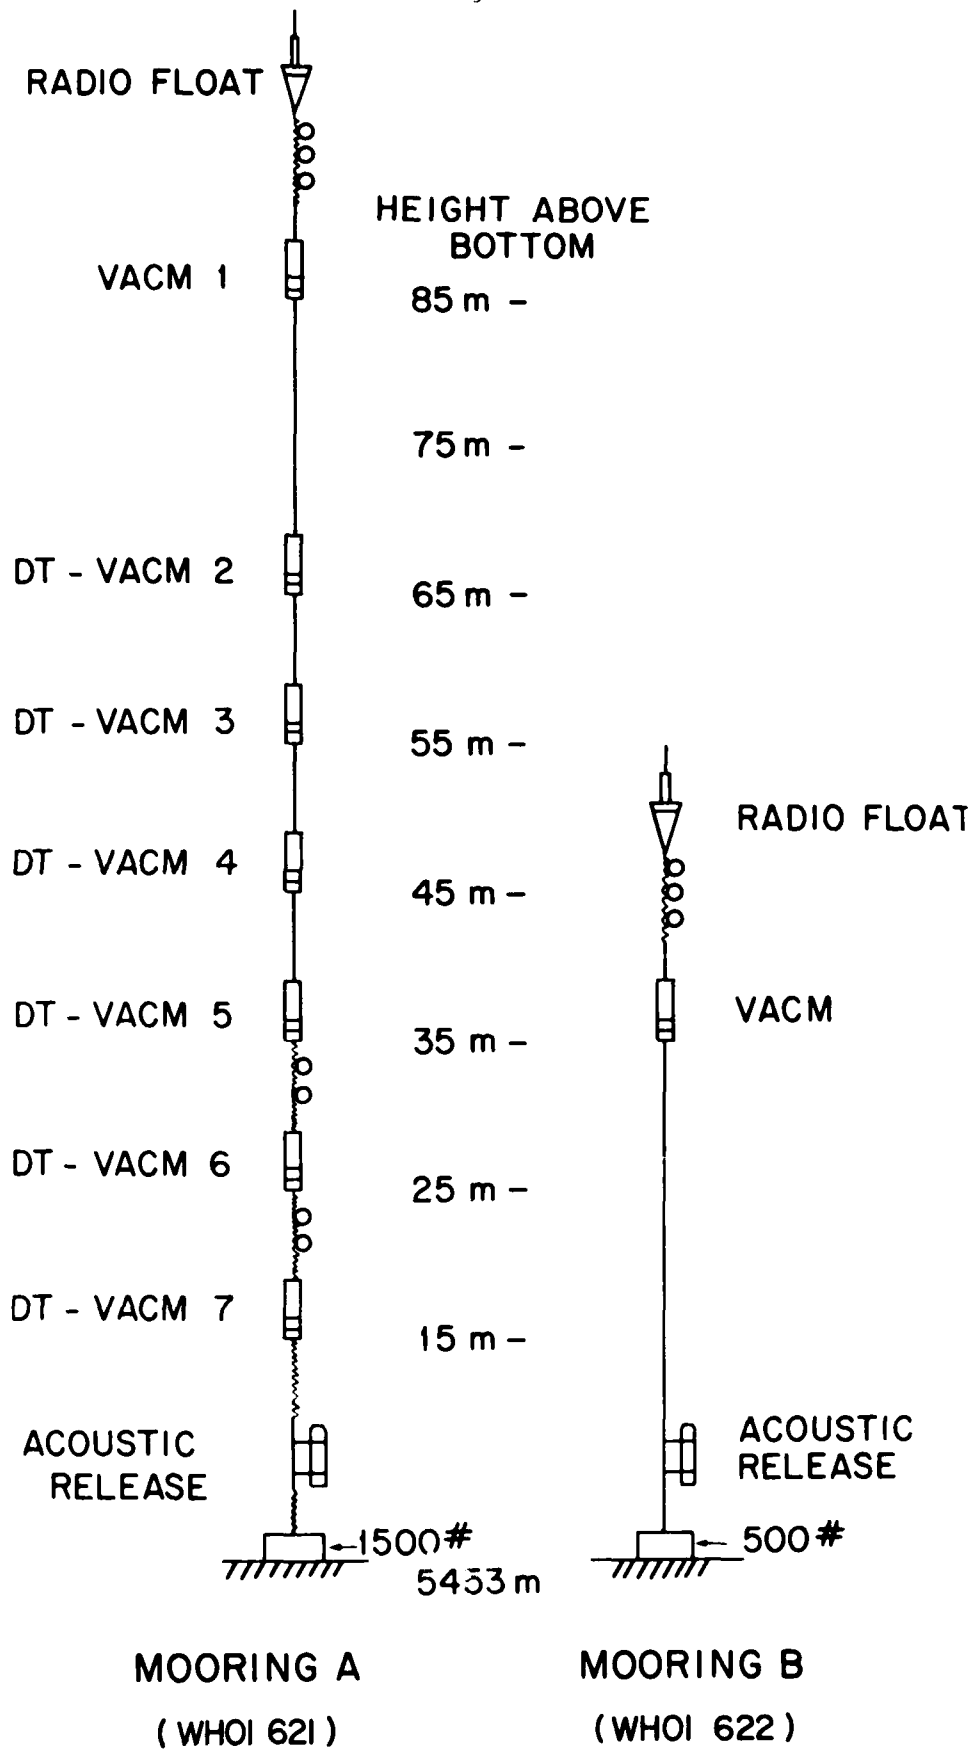 RADIO FLOAT
HEIGHT ABOVE
BOTTOM
VACM 1
85 m -
75 m -
DT - VACM 2
65 m -
DT - VACM 3
55 m -
RADIO FLOAT
DT - VACM 4
45 m -
VACM
DT - VACM 5
35 m -
DT - VACM 6
25 m -
DT - VACM 7
15 m -
ACOUSTIC
RELEASE
ACOUSTIC
RELEASE
1500#
500#
MOORING A
(WHOI 621)
MOORING B
(WHOI 622)